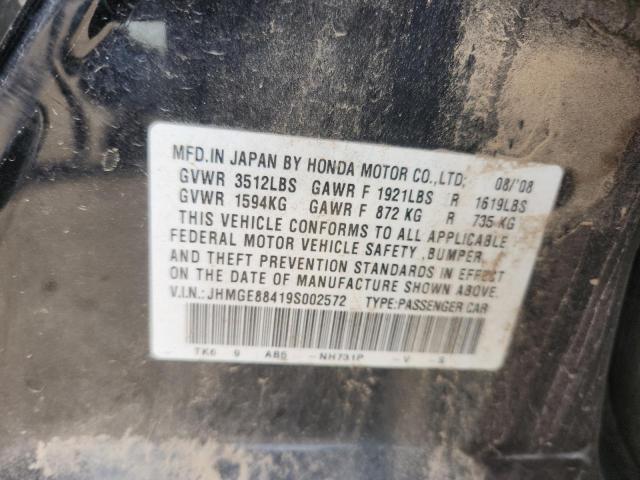 MFD.IN JAPAN BY HONDA MOTOR CO.,LTD; 08/'08
GVWR 3512LBS GAWR F 1921LBS R 1619LBS
GVWR 1594KG GAWR F 872 KG R 735 KG
THIS VEHICLE CONFORMS TO ALL APPLICABLE
FEDERAL MOTOR VEHICLE SAFETY ,BUMPER,
AND THEFT PREVENTION STANDARDS IN EFFECT
ON THE DATE OF MANUFACTURE SHOWN ABOVE.
V.I.N.:JHMGE88419S002572 TYPE:PASSENGER CAR
TK6 9 AB5 -NH731P -V -S